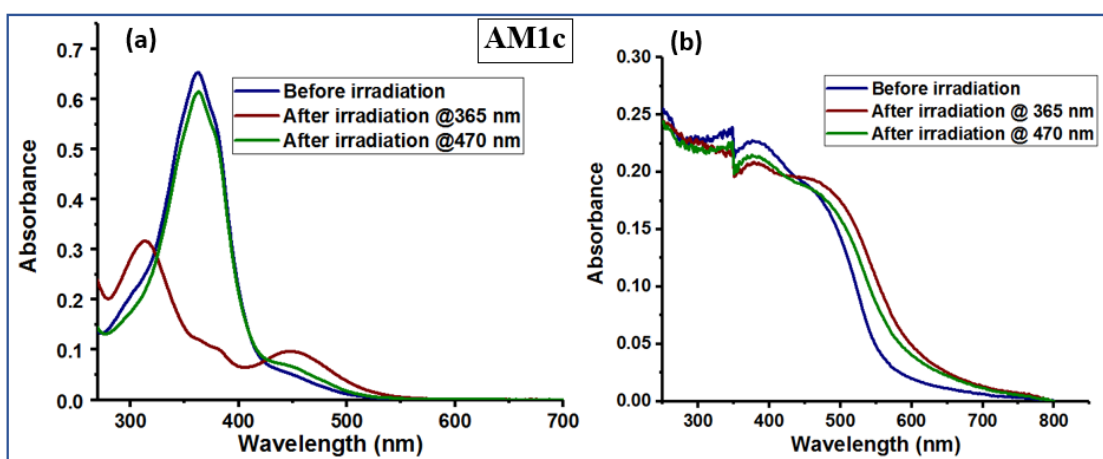 (a)
AM1c
Before irradiation
After irradiation @365 nm
After irradiation @470 nm
0.7
0.6
0.5
0.4
0.3
0.2
0.1
0.0
Absorbance
300 400 500 600 700
Wavelength (nm)
(b)
Before irradiation
After irradiation @ 365 nm
After irradiation @ 470 nm
0.30
0.25
0.20
0.15
0.10
0.05
0.00
Absorbance
300 400 500 600 700 800
Wavelength (nm)